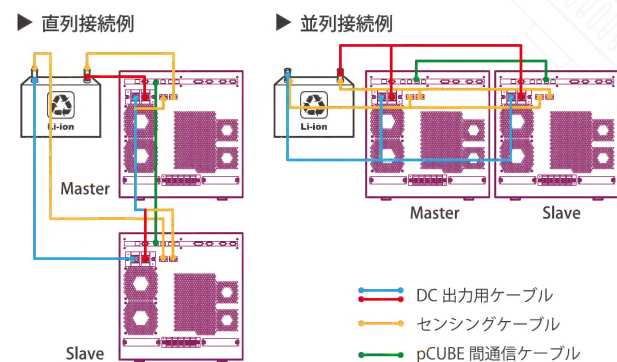 ▶ 直列接続例
▶ 並列接続例
Li-ion
Li-ion
Master
Slave
Master
Slave
DC 出力用ケーブル
センシングケーブル
pCUBE 間通信ケーブル